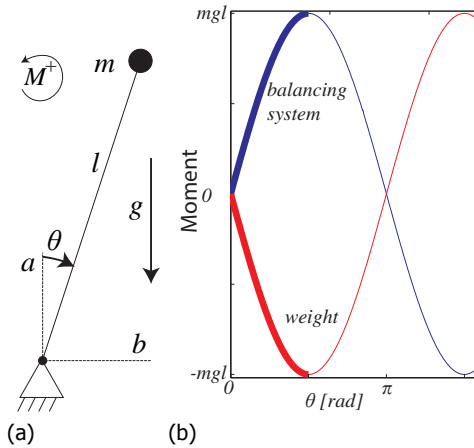 M+
m
l
g
a
θ
b
(a)
mgl
balancing
system
Moment
0
weight
-mgl
0
π
θ [rad]
(b)